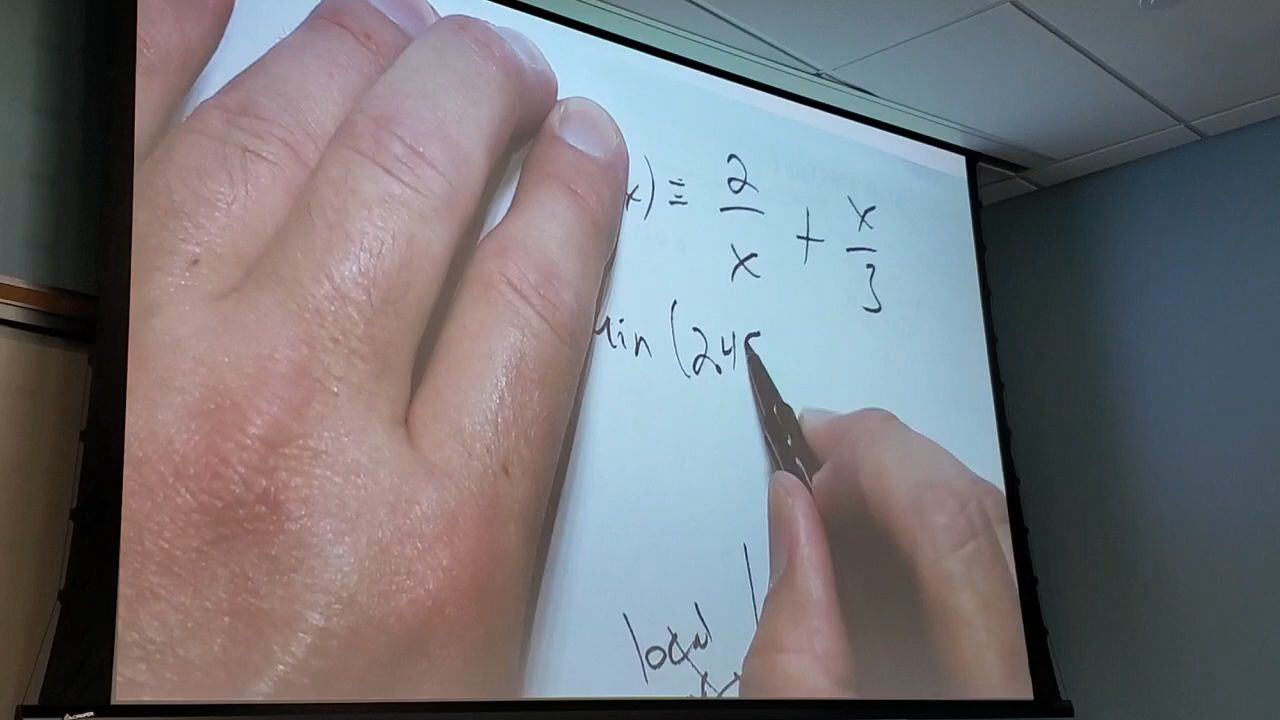 x) ≡ 2/x + x/3
min (245
local